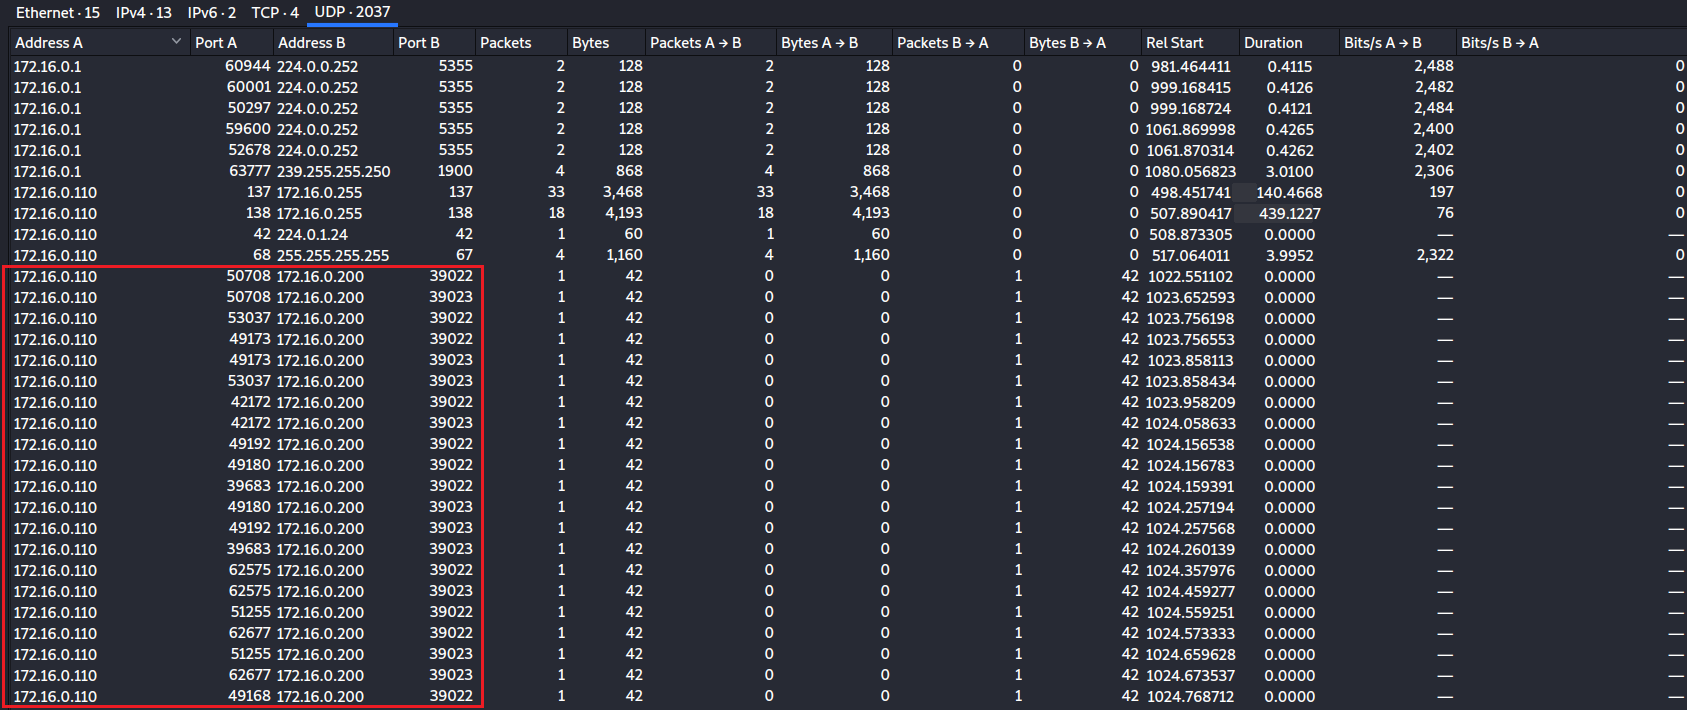 Ethernet · 15 IPv4 · 13 IPv6 · 2 TCP · 4 UDP · 2037
Address A Port A Address B Port B Packets Bytes Packets A → B Bytes A → B Packets B → A Bytes B → A Rel Start Duration Bits/s A → B Bits/s B → A
172.16.0.1 60944 224.0.0.252 5355 2 128 2 128 0 0 981.464411 0.4115 2,488 0
172.16.0.1 60001 224.0.0.252 5355 2 128 2 128 0 0 999.168415 0.4126 2,482 0
172.16.0.1 50297 224.0.0.252 5355 2 128 2 128 0 0 999.168724 0.4121 2,484 0
172.16.0.1 59600 224.0.0.252 5355 2 128 2 128 0 0 1061.869998 0.4265 2,400 0
172.16.0.1 52678 224.0.0.252 5355 2 128 2 128 0 0 1061.870314 0.4262 2,402 0
172.16.0.1 63777 239.255.255.250 1900 4 868 4 868 0 0 1080.056823 3.0100 2,306 0
172.16.0.110 137 172.16.0.255 137 33 3,468 33 3,468 0 0 498.451741 140.4668 197 0
172.16.0.110 138 172.16.0.255 138 18 4,193 18 4,193 0 0 507.890417 439.1227 76 0
172.16.0.110 42 224.0.1.24 42 1 60 1 60 0 0 508.873305 0.0000 — —
172.16.0.110 68 255.255.255.255 67 4 1,160 4 1,160 0 0 517.064011 3.9952 2,322 0
172.16.0.110 50708 172.16.0.200 39022 1 42 0 0 1 42 1022.551102 0.0000 — —
172.16.0.110 50708 172.16.0.200 39023 1 42 0 0 1 42 1023.652593 0.0000 — —
172.16.0.110 53037 172.16.0.200 39022 1 42 0 0 1 42 1023.756198 0.0000 — —
172.16.0.110 49173 172.16.0.200 39022 1 42 0 0 1 42 1023.756553 0.0000 — —
172.16.0.110 49173 172.16.0.200 39023 1 42 0 0 1 42 1023.858113 0.0000 — —
172.16.0.110 53037 172.16.0.200 39023 1 42 0 0 1 42 1023.858434 0.0000 — —
172.16.0.110 42172 172.16.0.200 39022 1 42 0 0 1 42 1023.958209 0.0000 — —
172.16.0.110 42172 172.16.0.200 39023 1 42 0 0 1 42 1024.058633 0.0000 — —
172.16.0.110 49192 172.16.0.200 39022 1 42 0 0 1 42 1024.156538 0.0000 — —
172.16.0.110 49180 172.16.0.200 39022 1 42 0 0 1 42 1024.156783 0.0000 — —
172.16.0.110 39683 172.16.0.200 39022 1 42 0 0 1 42 1024.159391 0.0000 — —
172.16.0.110 49180 172.16.0.200 39023 1 42 0 0 1 42 1024.257194 0.0000 — —
172.16.0.110 49192 172.16.0.200 39023 1 42 0 0 1 42 1024.257568 0.0000 — —
172.16.0.110 39683 172.16.0.200 39023 1 42 0 0 1 42 1024.260139 0.0000 — —
172.16.0.110 62575 172.16.0.200 39022 1 42 0 0 1 42 1024.357976 0.0000 — —
172.16.0.110 62575 172.16.0.200 39023 1 42 0 0 1 42 1024.459277 0.0000 — —
172.16.0.110 51255 172.16.0.200 39022 1 42 0 0 1 42 1024.559251 0.0000 — —
172.16.0.110 62677 172.16.0.200 39022 1 42 0 0 1 42 1024.573333 0.0000 — —
172.16.0.110 51255 172.16.0.200 39023 1 42 0 0 1 42 1024.659628 0.0000 — —
172.16.0.110 62677 172.16.0.200 39023 1 42 0 0 1 42 1024.673537 0.0000 — —
172.16.0.110 49168 172.16.0.200 39022 1 42 0 0 1 42 1024.768712 0.0000 — —